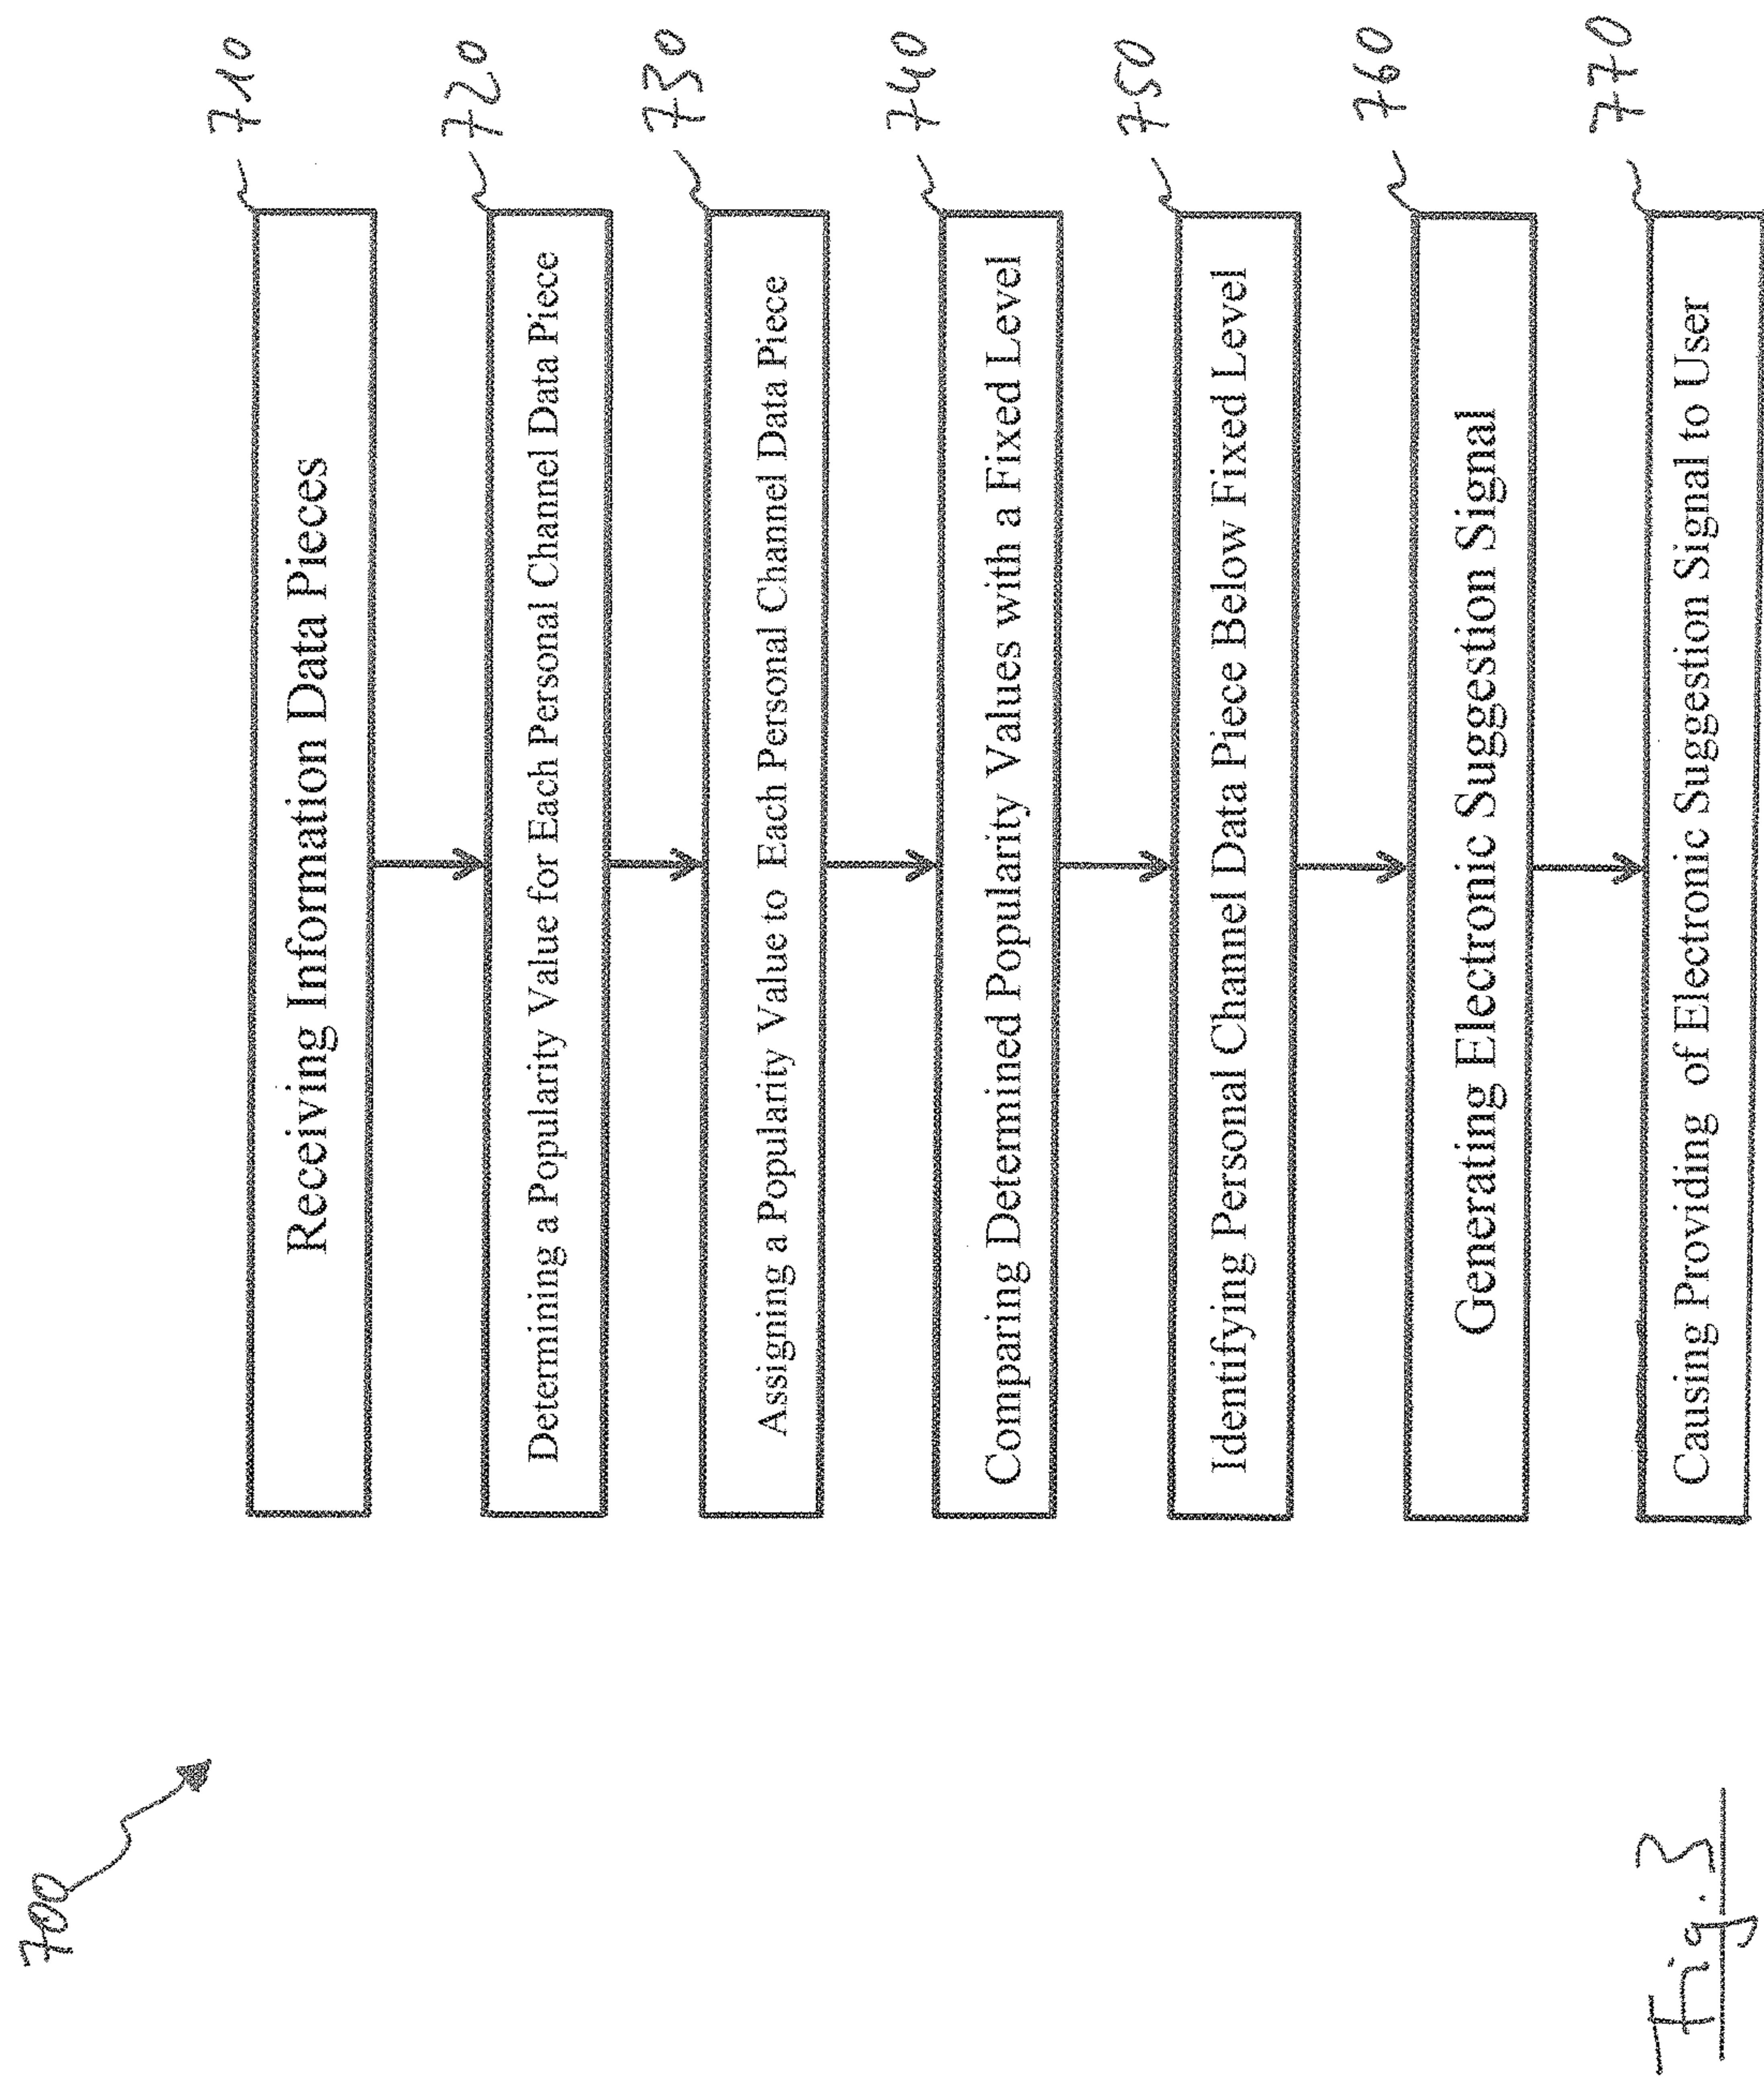 700
Receiving Information Data Pieces
710
Determining a Popularity Value for Each Personal Channel Data Piece
720
Assigning a Popularity Value to Each Personal Channel Data Piece
730
Comparing Determined Popularity Values with a Fixed Level
740
Identifying Personal Channel Data Piece Below Fixed Level
750
Generating Electronic Suggestion Signal
760
Causing Providing of Electronic Suggestion Signal to User
770
Fig. 3